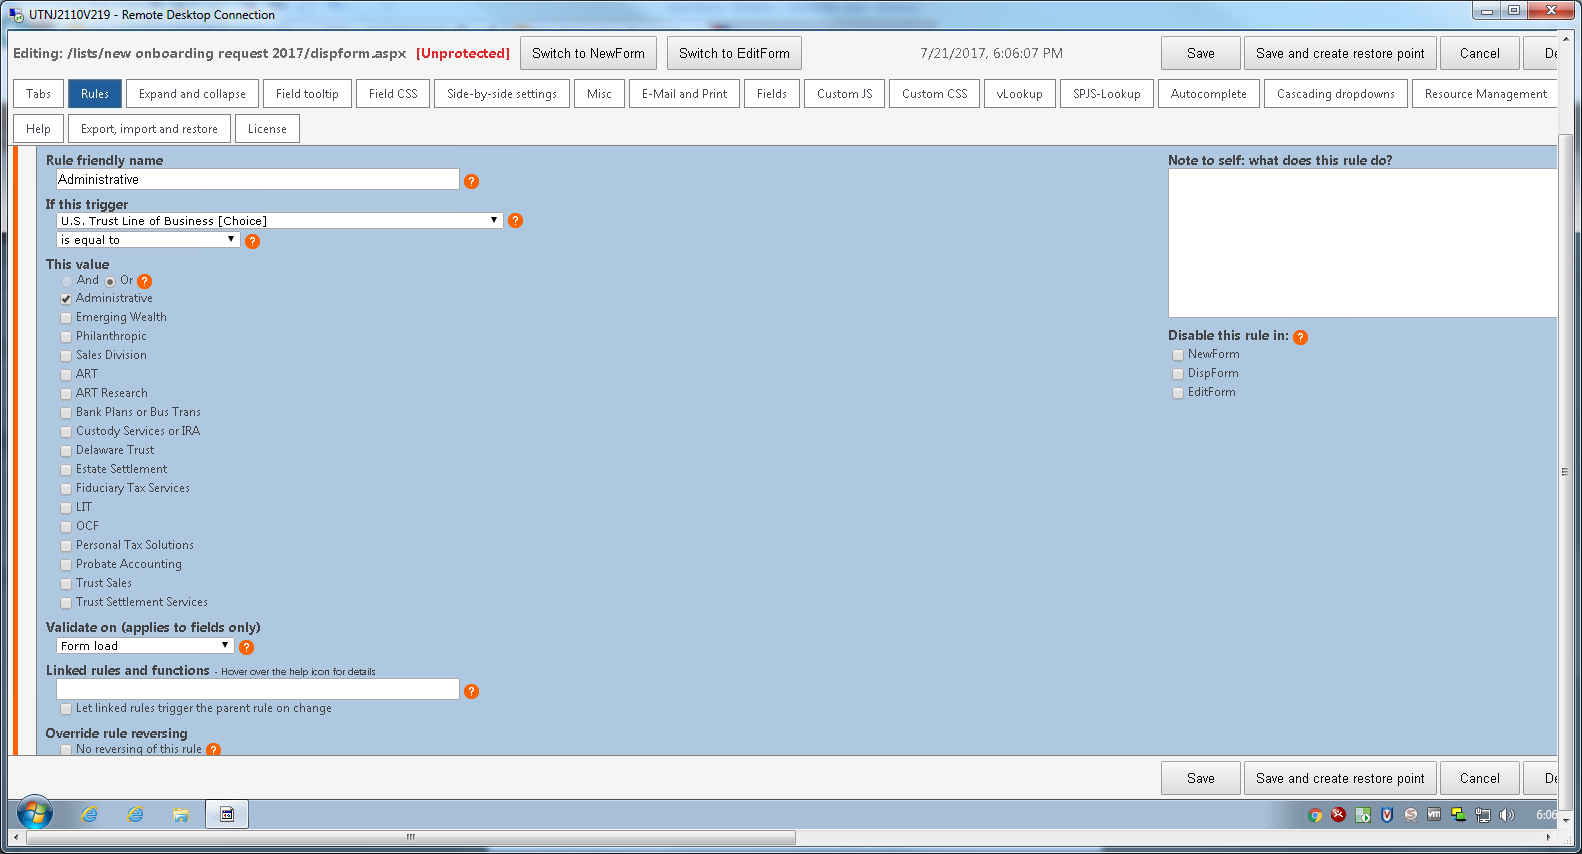 UTNJ2110V219 - Remote Desktop Connection
Editing: /lists/new onboarding request 2017/dispform.aspx [Unprotected] Switch to NewForm Switch to EditForm 7/21/2017, 6:06:07 PM Save Save and create restore point Cancel De
Tabs Rules Expand and collapse Field tooltip Field CSS Side-by-side settings Misc E-Mail and Print Fields Custom JS Custom CSS vLookup SPJS-Lookup Autocomplete Cascading dropdowns Resource Management
Help Export, import and restore License
Rule friendly name
Administrative ?
If this trigger
U.S. Trust Line of Business [Choice] ?
is equal to ?
This value
And Or ?
Administrative
Emerging Wealth
Philanthropic
Sales Division
ART
ART Research
Bank Plans or Bus Trans
Custody Services or IRA
Delaware Trust
Estate Settlement
Fiduciary Tax Services
LIT
OCF
Personal Tax Solutions
Probate Accounting
Trust Sales
Trust Settlement Services
Validate on (applies to fields only)
Form load ?
Linked rules and functions - Hover over the help icon for details
?
Let linked rules trigger the parent rule on change
Override rule reversing
No reversing of this rule ?
Note to self: what does this rule do?
Disable this rule in: ?
NewForm
DispForm
EditForm
Save Save and create restore point Cancel De
6:06